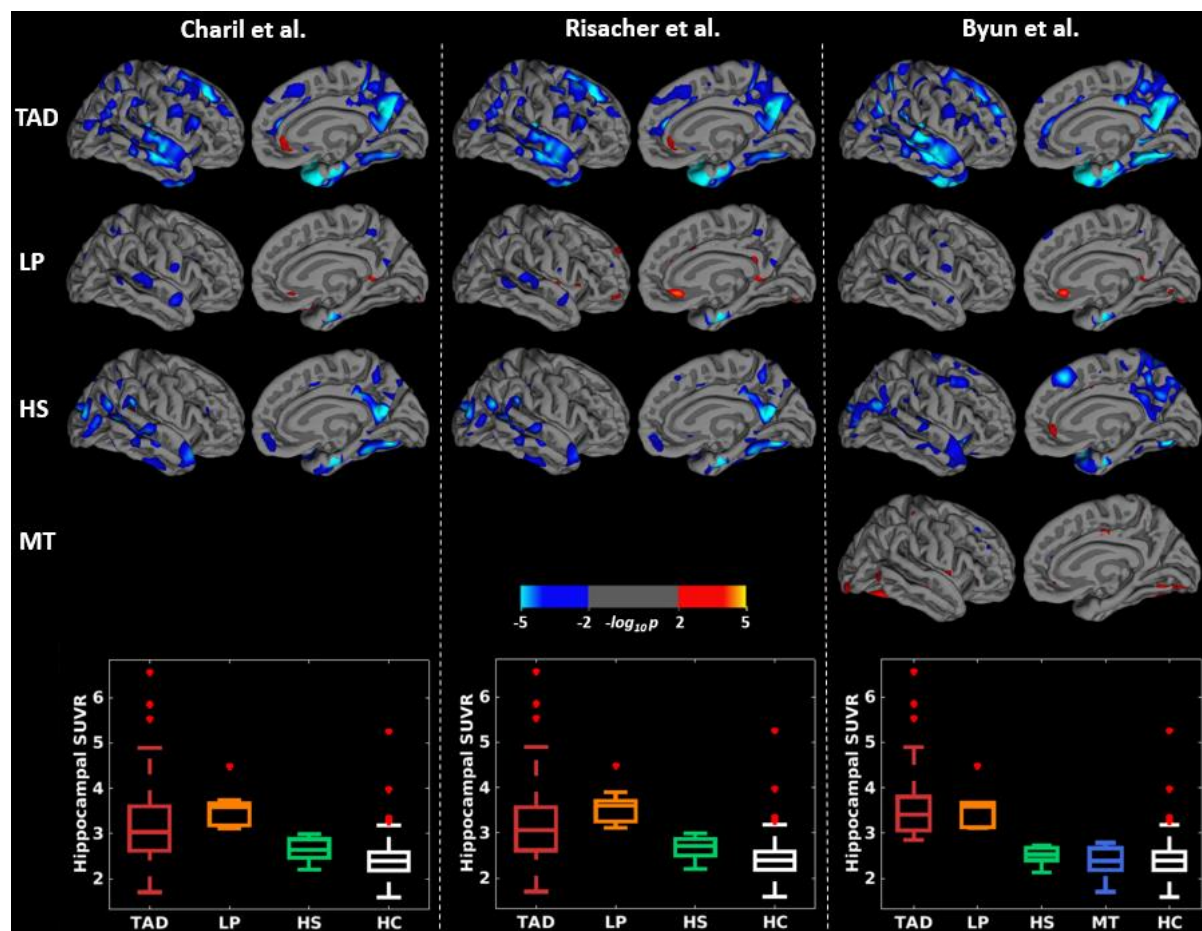 Charil et al. Risacher et al. Byun et al.
TAD
LP
HS
MT
-5 -2 -log10p 2 5
Hippocampal SUVR
6
5
4
3
2
TAD LP HS HC
Hippocampal SUVR
6
5
4
3
2
TAD LP HS HC
Hippocampal SUVR
6
5
4
3
2
TAD LP HS MT HC